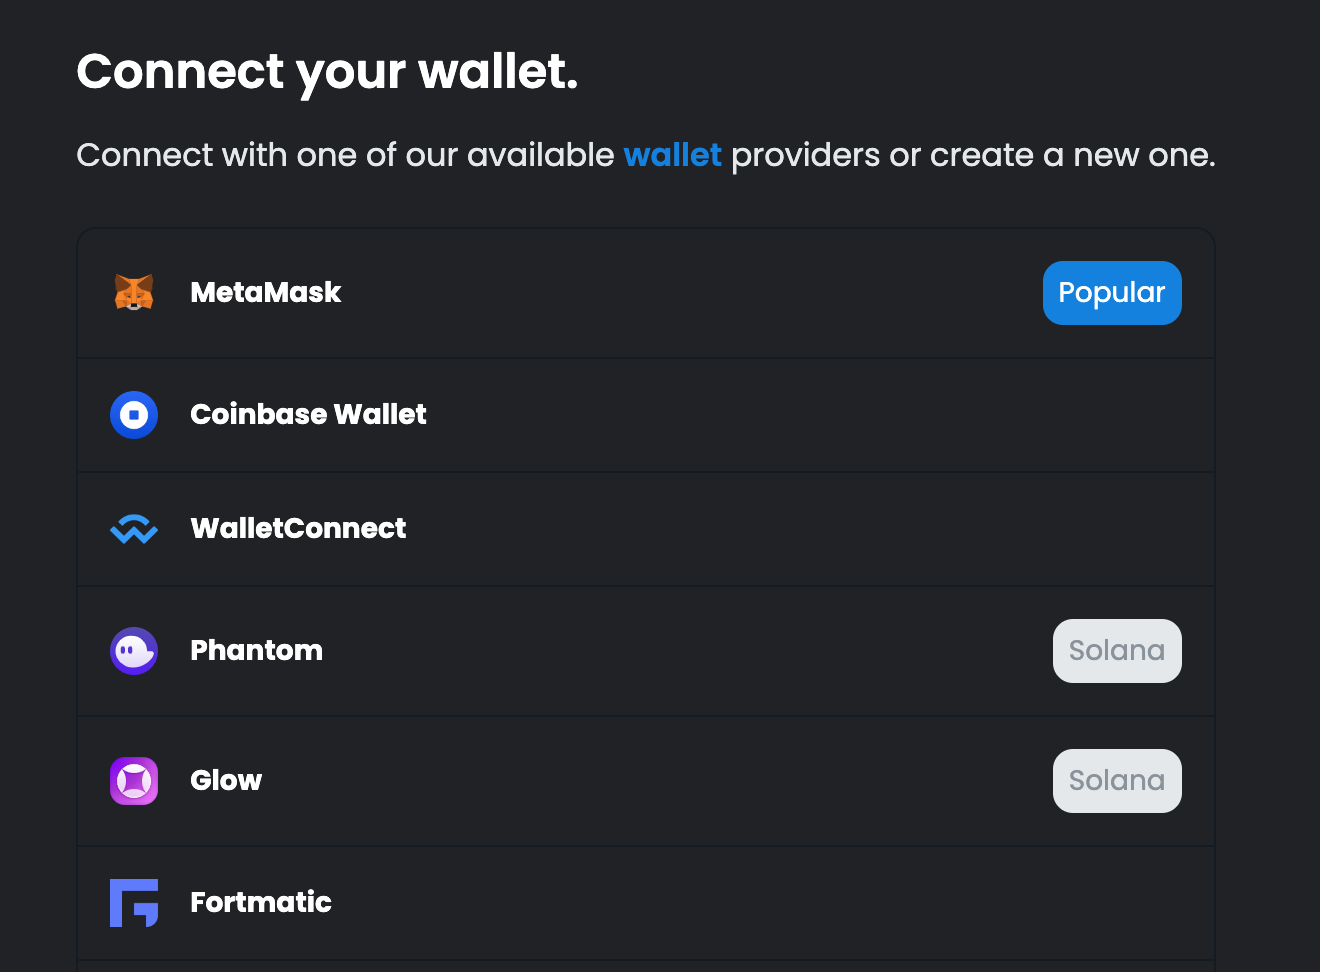 Connect your wallet.
Connect with one of our available wallet providers or create a new one.
MetaMask
Popular
Coinbase Wallet
WalletConnect
Phantom
Solana
Glow
Solana
Fortmatic